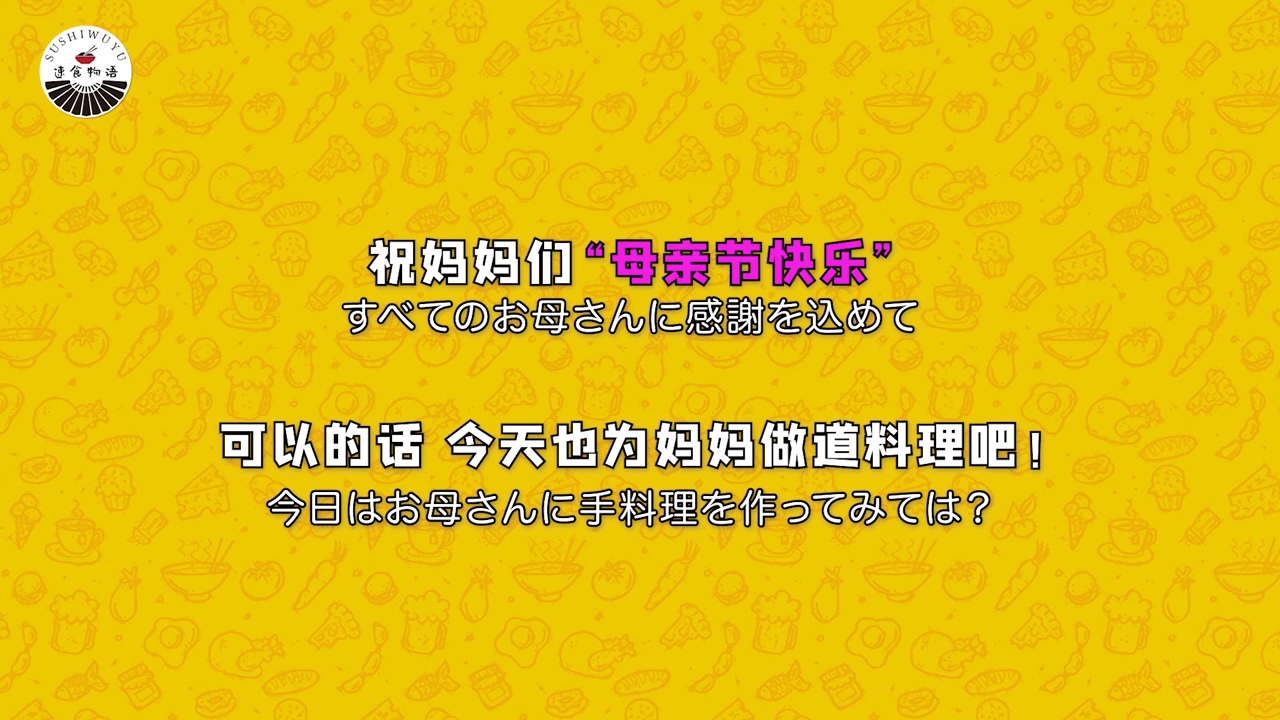 SUSHIWUYU
速食物语
祝妈妈们“母亲节快乐”
すべてのお母さんに感謝を込めて
可以的话 今天也为妈妈做道料理吧！
今日はお母さんに手料理を作ってみては？